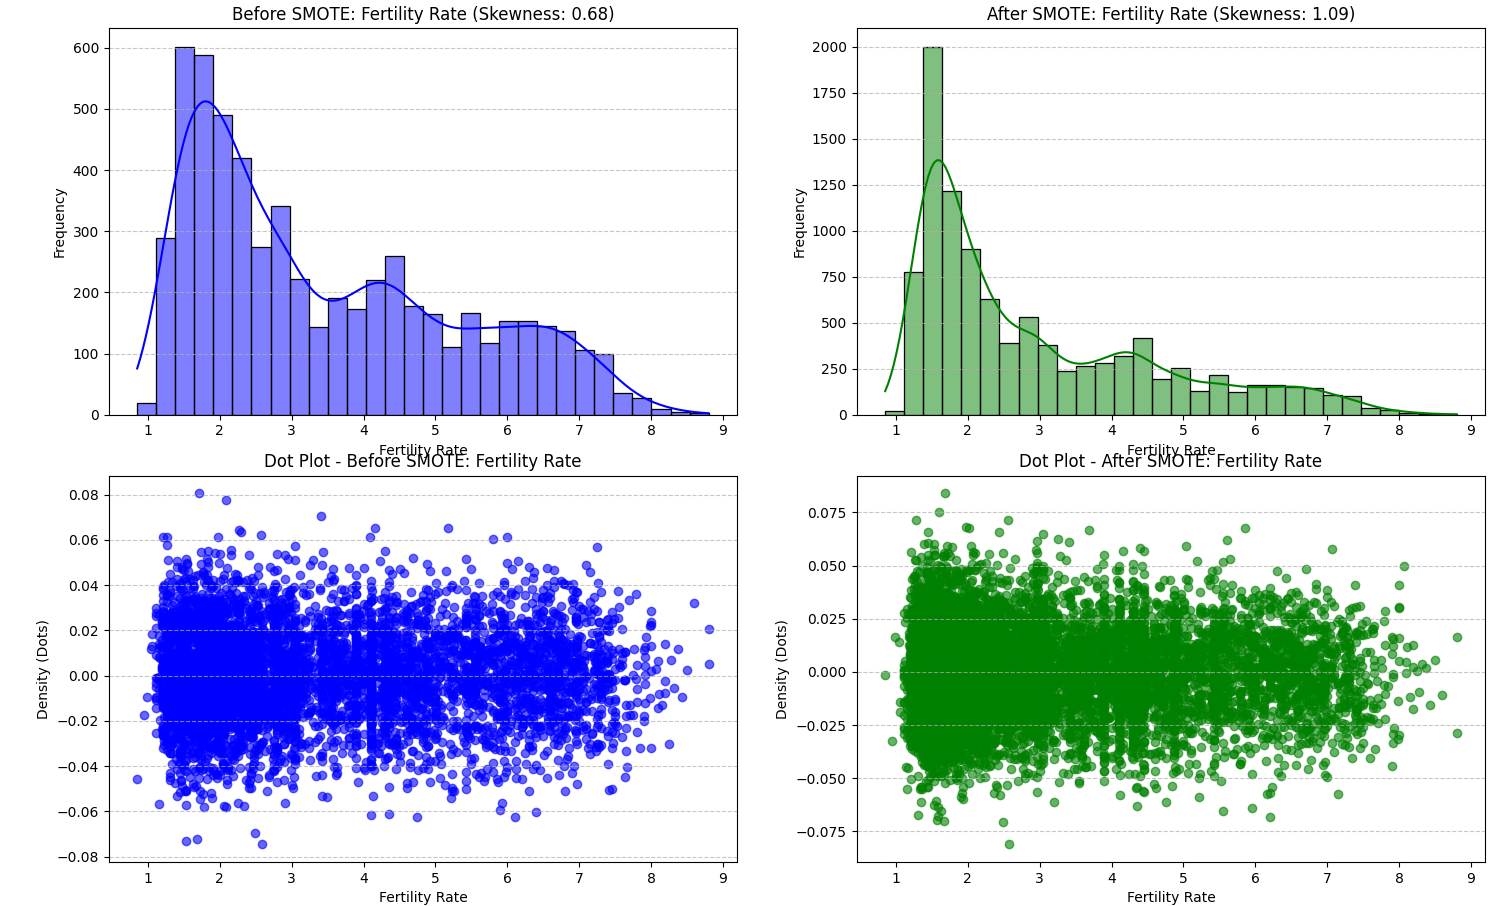 Before SMOTE: Fertility Rate (Skewness: 0.68)
Frequency
600
500
400
300
200
100
0
1 2 3 4 5 6 7 8 9
Fertility Rate
After SMOTE: Fertility Rate (Skewness: 1.09)
Frequency
2000
1750
1500
1250
1000
750
500
250
0
1 2 3 4 5 6 7 8 9
Fertility Rate
Dot Plot - Before SMOTE: Fertility Rate
Density (Dots)
0.08
0.06
0.04
0.02
0.00
−0.02
−0.04
−0.06
−0.08
1 2 3 4 5 6 7 8 9
Fertility Rate
Dot Plot - After SMOTE: Fertility Rate
Density (Dots)
0.075
0.050
0.025
0.000
−0.025
−0.050
−0.075
1 2 3 4 5 6 7 8 9
Fertility Rate